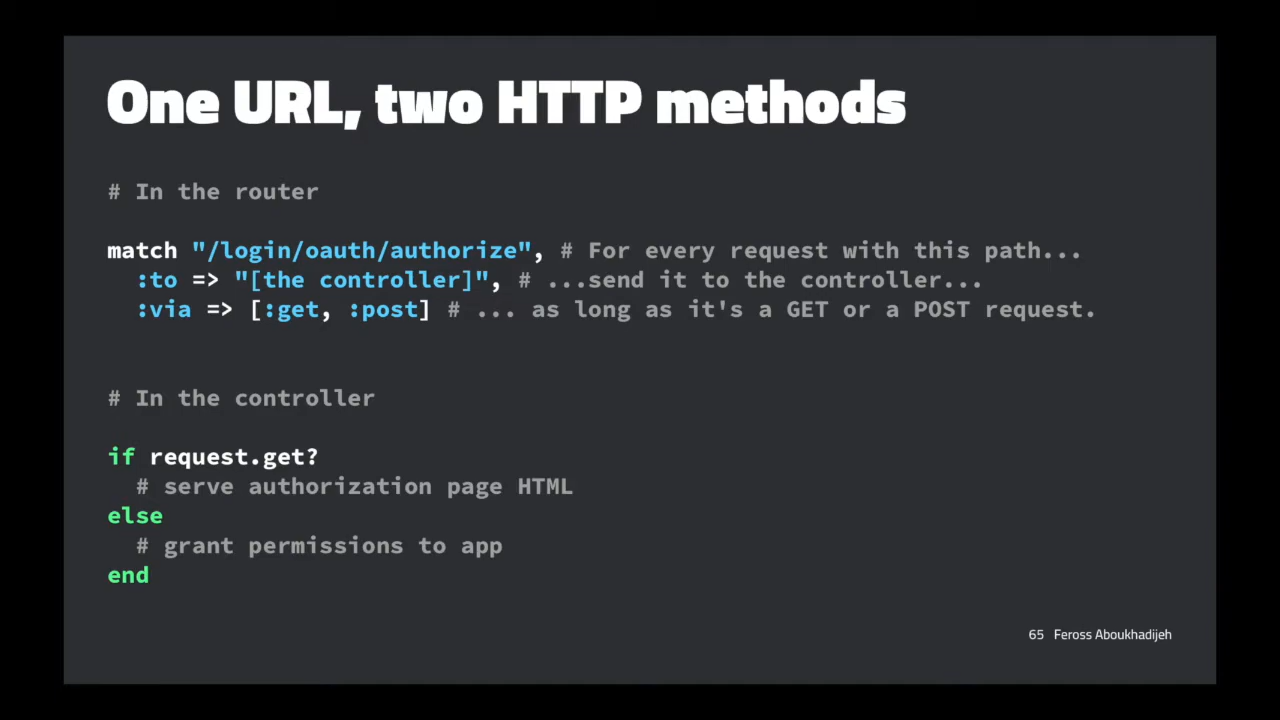 One URL, two HTTP methods
# In the router
match "/login/oauth/authorize", # For every request with this path...
  :to => "[the controller]", # ...send it to the controller...
  :via => [:get, :post] # ... as long as it's a GET or a POST request.
# In the controller
if request.get?
  # serve authorization page HTML
else
  # grant permissions to app
end
65 Feross Aboukhadijeh